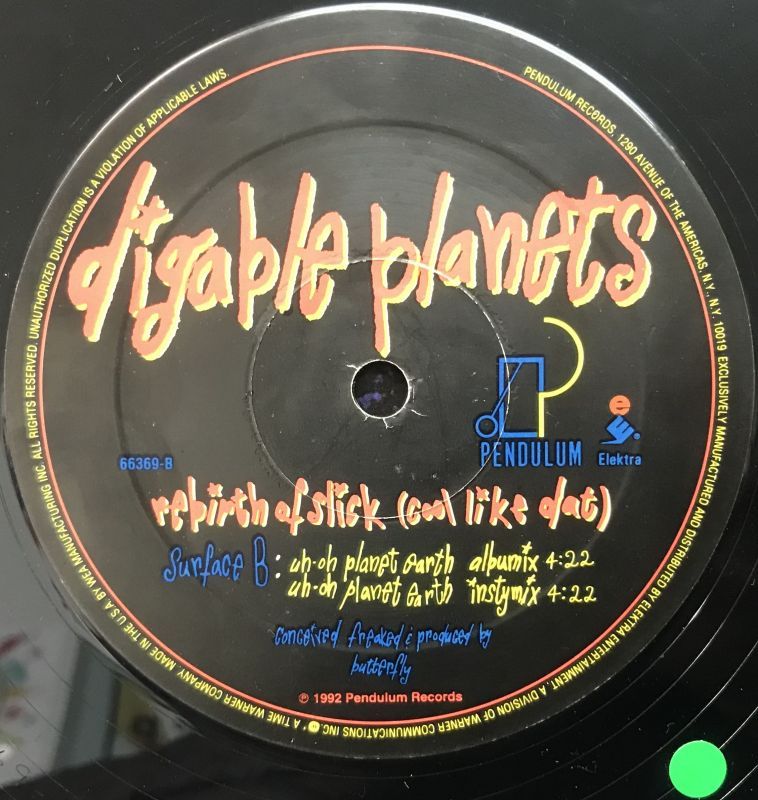 digable planets
PENDULUM
e
Elektra
66369-B
rebirth of slick (cool like dat)
Surface B: uh-oh planet earth albumix 4:22
uh-oh planet earth instymix 4:22
conceived freaked & produced by
butterfly
℗ 1992 Pendulum Records
PENDULUM RECORDS, 1290 AVENUE OF THE AMERICAS, N.Y., N.Y. 10019 EXCLUSIVELY MANUFACTURED AND DISTRIBUTED BY ELEKTRA ENTERTAINMENT, A DIVISION OF WARNER COMMUNICATIONS INC. A TIME WARNER COMPANY. MADE IN THE U.S.A. BY WEA MANUFACTURING INC. ALL RIGHTS RESERVED. UNAUTHORIZED DUPLICATION IS A VIOLATION OF APPLICABLE LAWS.